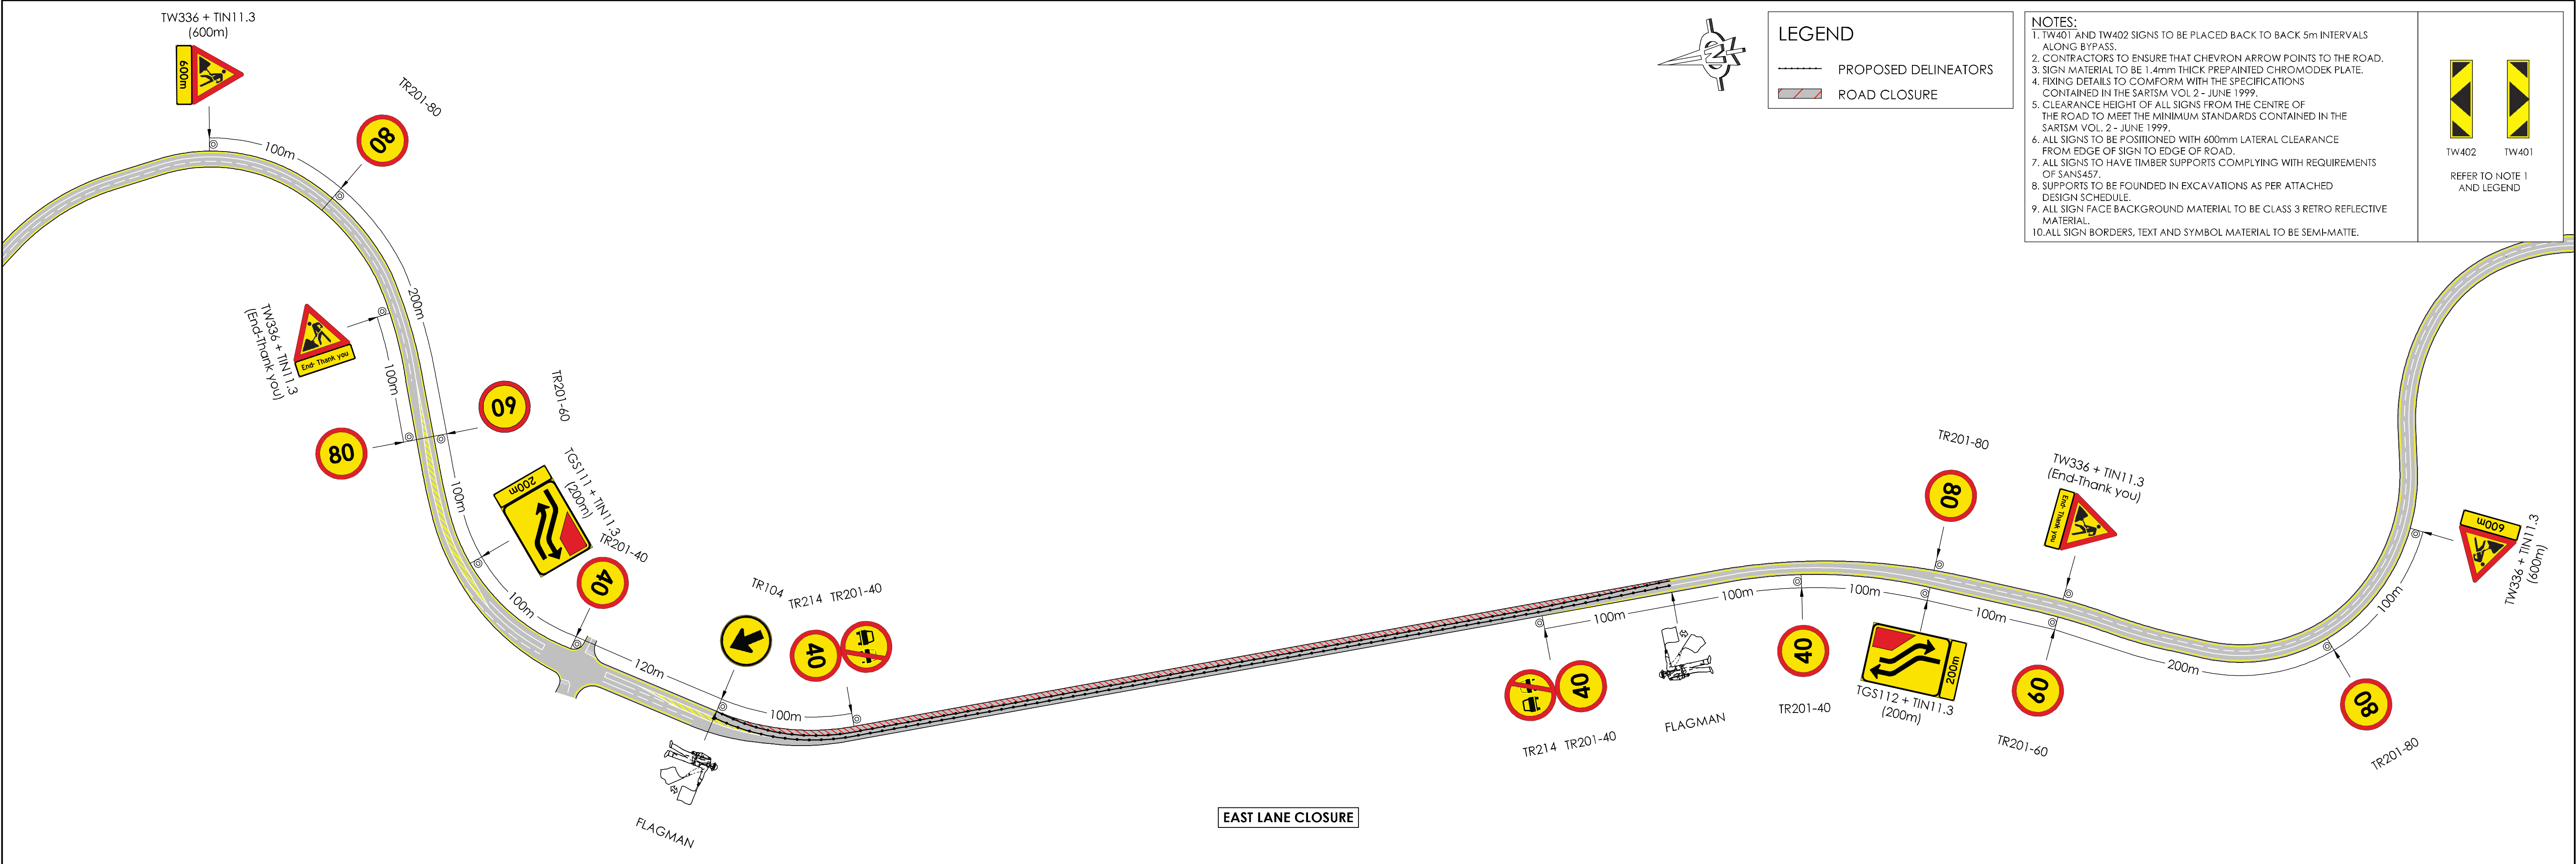 TW336 + TIN11.3
(600m)
600m
100m
TR201-80
80
200m
TW336 + TIN11.3
(End-Thank you)
End- Thank you
100m
80
60
TR201-60
100m
TGS111 + TIN11.3
(200m)
200m
TR201-40
40
100m
120m
TR104
TR214 TR201-40
40
100m
FLAGMAN
EAST LANE CLOSURE
100m
TR214 TR201-40
40
FLAGMAN
100m
40
TR201-40
100m
TGS112 + TIN11.3
(200m)
200m
TR201-80
80
TW336 + TIN11.3
(End-Thank you)
End- Thank you
100m
60
TR201-60
200m
80
TR201-80
100m
600m
TW336 + TIN11.3
(600m)
N
LEGEND
PROPOSED DELINEATORS
ROAD CLOSURE
NOTES:
1. TW401 AND TW402 SIGNS TO BE PLACED BACK TO BACK 5m INTERVALS
ALONG BYPASS.
2. CONTRACTORS TO ENSURE THAT CHEVRON ARROW POINTS TO THE ROAD.
3. SIGN MATERIAL TO BE 1.4mm THICK PREPAINTED CHROMODEK PLATE.
4. FIXING DETAILS TO COMFORM WITH THE SPECIFICATIONS
CONTAINED IN THE SARTSM VOL 2 - JUNE 1999.
5. CLEARANCE HEIGHT OF ALL SIGNS FROM THE CENTRE OF
THE ROAD TO MEET THE MINIMUM STANDARDS CONTAINED IN THE
SARTSM VOL. 2 - JUNE 1999.
6. ALL SIGNS TO BE POSITIONED WITH 600mm LATERAL CLEARANCE
FROM EDGE OF SIGN TO EDGE OF ROAD.
7. ALL SIGNS TO HAVE TIMBER SUPPORTS COMPLYING WITH REQUIREMENTS
OF SANS457.
8. SUPPORTS TO BE FOUNDED IN EXCAVATIONS AS PER ATTACHED
DESIGN SCHEDULE.
9. ALL SIGN FACE BACKGROUND MATERIAL TO BE CLASS 3 RETRO REFLECTIVE
MATERIAL.
10.ALL SIGN BORDERS, TEXT AND SYMBOL MATERIAL TO BE SEMI-MATTE.
TW402 TW401
REFER TO NOTE 1
AND LEGEND